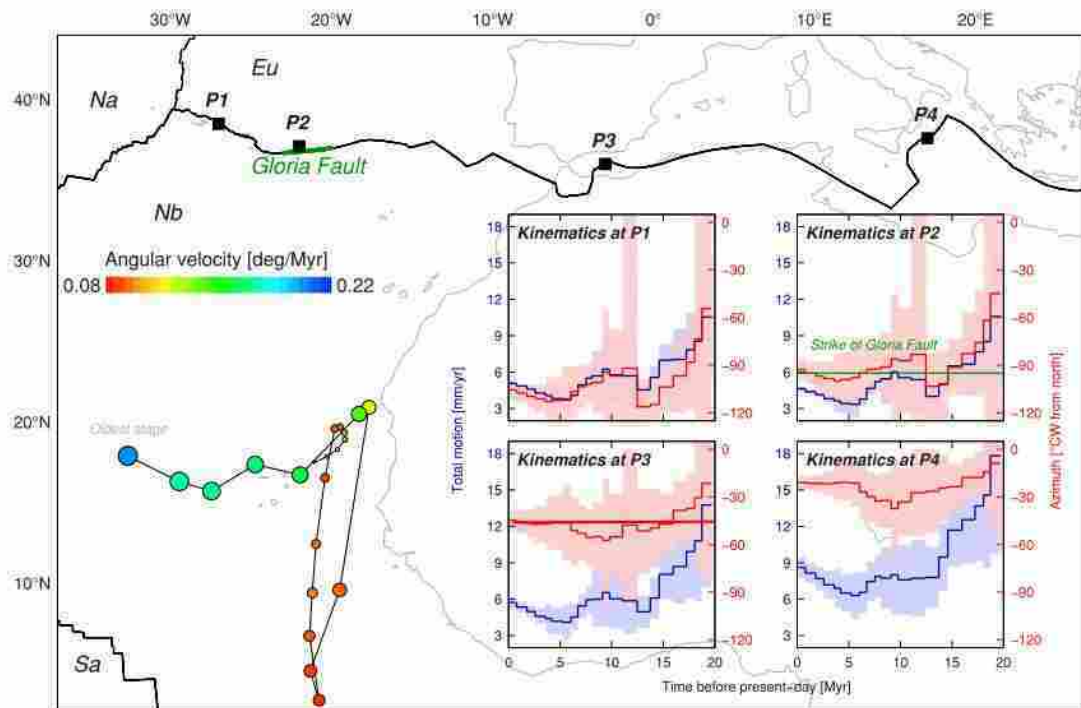 30°W 20°W 10°W 0° 10°E 20°E
Eu
Na
40°N
P1
P2
P3
P4
Gloria Fault
Nb
30°N
Angular velocity [deg/Myr]
0.08 0.22
20°N
Oldest stage
10°N
Sa
Kinematics at P1
18
15
12
9
6
3
0
−30
−60
−90
−120
Kinematics at P2
18
15
12
9
6
3
Strike of Gloria Fault
0
−30
−60
−90
−120
Total motion [mm/yr]
Azimuth [°CW from north]
Kinematics at P3
18
15
12
9
6
3
0
−30
−60
−90
−120
0 5 10 15 20
Kinematics at P4
18
15
12
9
6
3
0
−30
−60
−90
−120
0 5 10 15 20
Time before present−day [Myr]